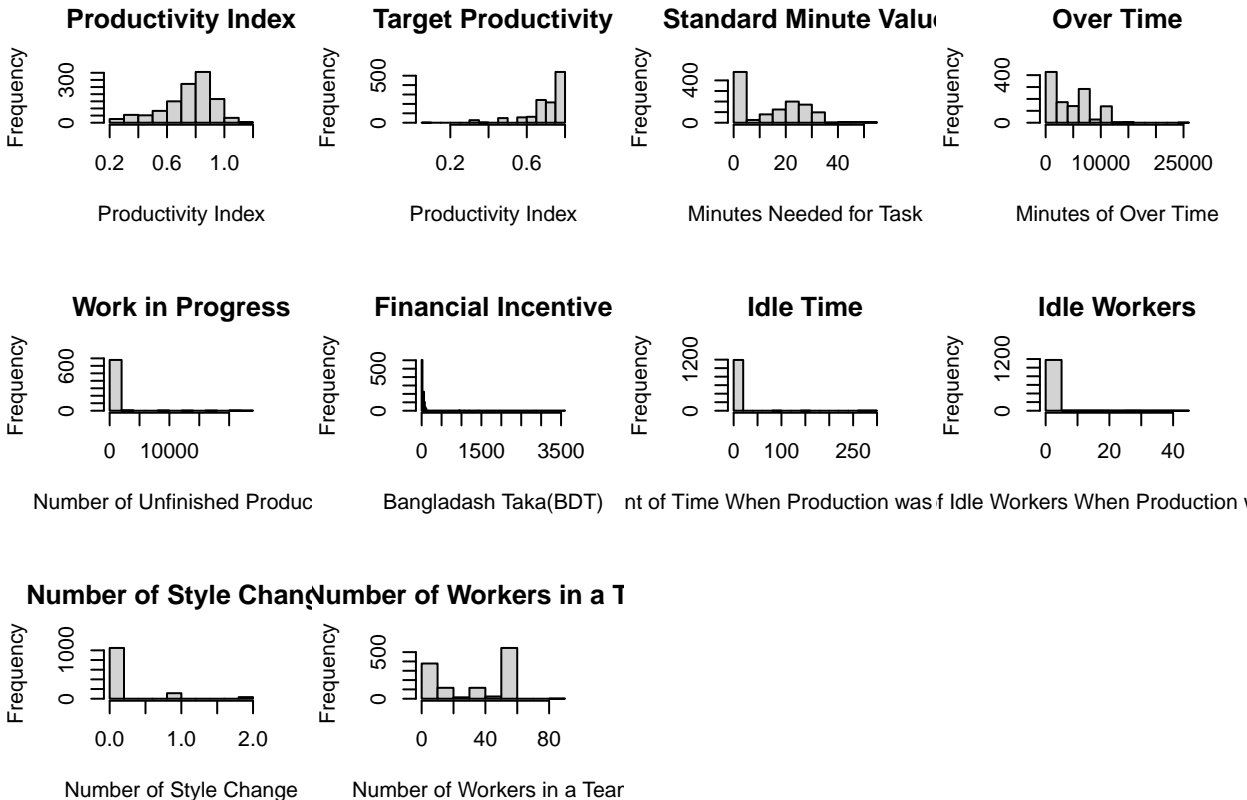 Productivity Index
Frequency
0 300
0.2 0.6 1.0
Productivity Index
Target Productivity
Frequency
0 500
0.2 0.6
Productivity Index
Standard Minute Valu
Frequency
0 400
0 20 40
Minutes Needed for Task
Over Time
Frequency
0 400
0 10000 25000
Minutes of Over Time
Work in Progress
Frequency
0 600
0 10000
Number of Unfinished Produc
Financial Incentive
Frequency
0 500
0 1500 3500
Bangladash Taka(BDT)
Idle Time
Frequency
0 1200
0 100 250
nt of Time When Production was
Idle Workers
Frequency
0 1200
0 20 40
f Idle Workers When Production w
Number of Style Chang
Frequency
0 1000
0.0 1.0 2.0
Number of Style Change
Number of Workers in a T
Frequency
0 500
0 40 80
Number of Workers in a Tear